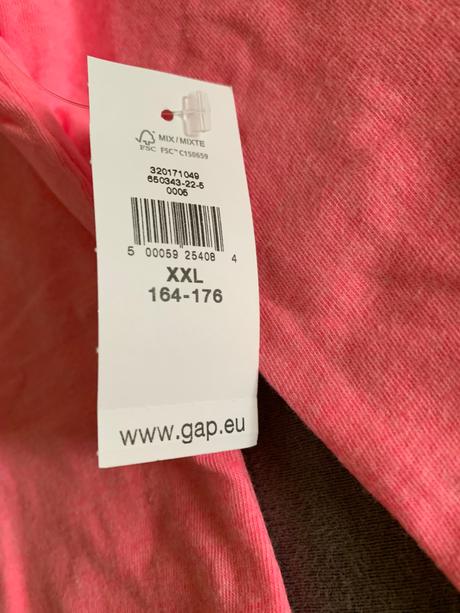 MIX / MIXTE
FSC FSC™ C150659
320171049
650343-22-5
0005
5 00059 25408 4
XXL
164-176
www.gap.eu